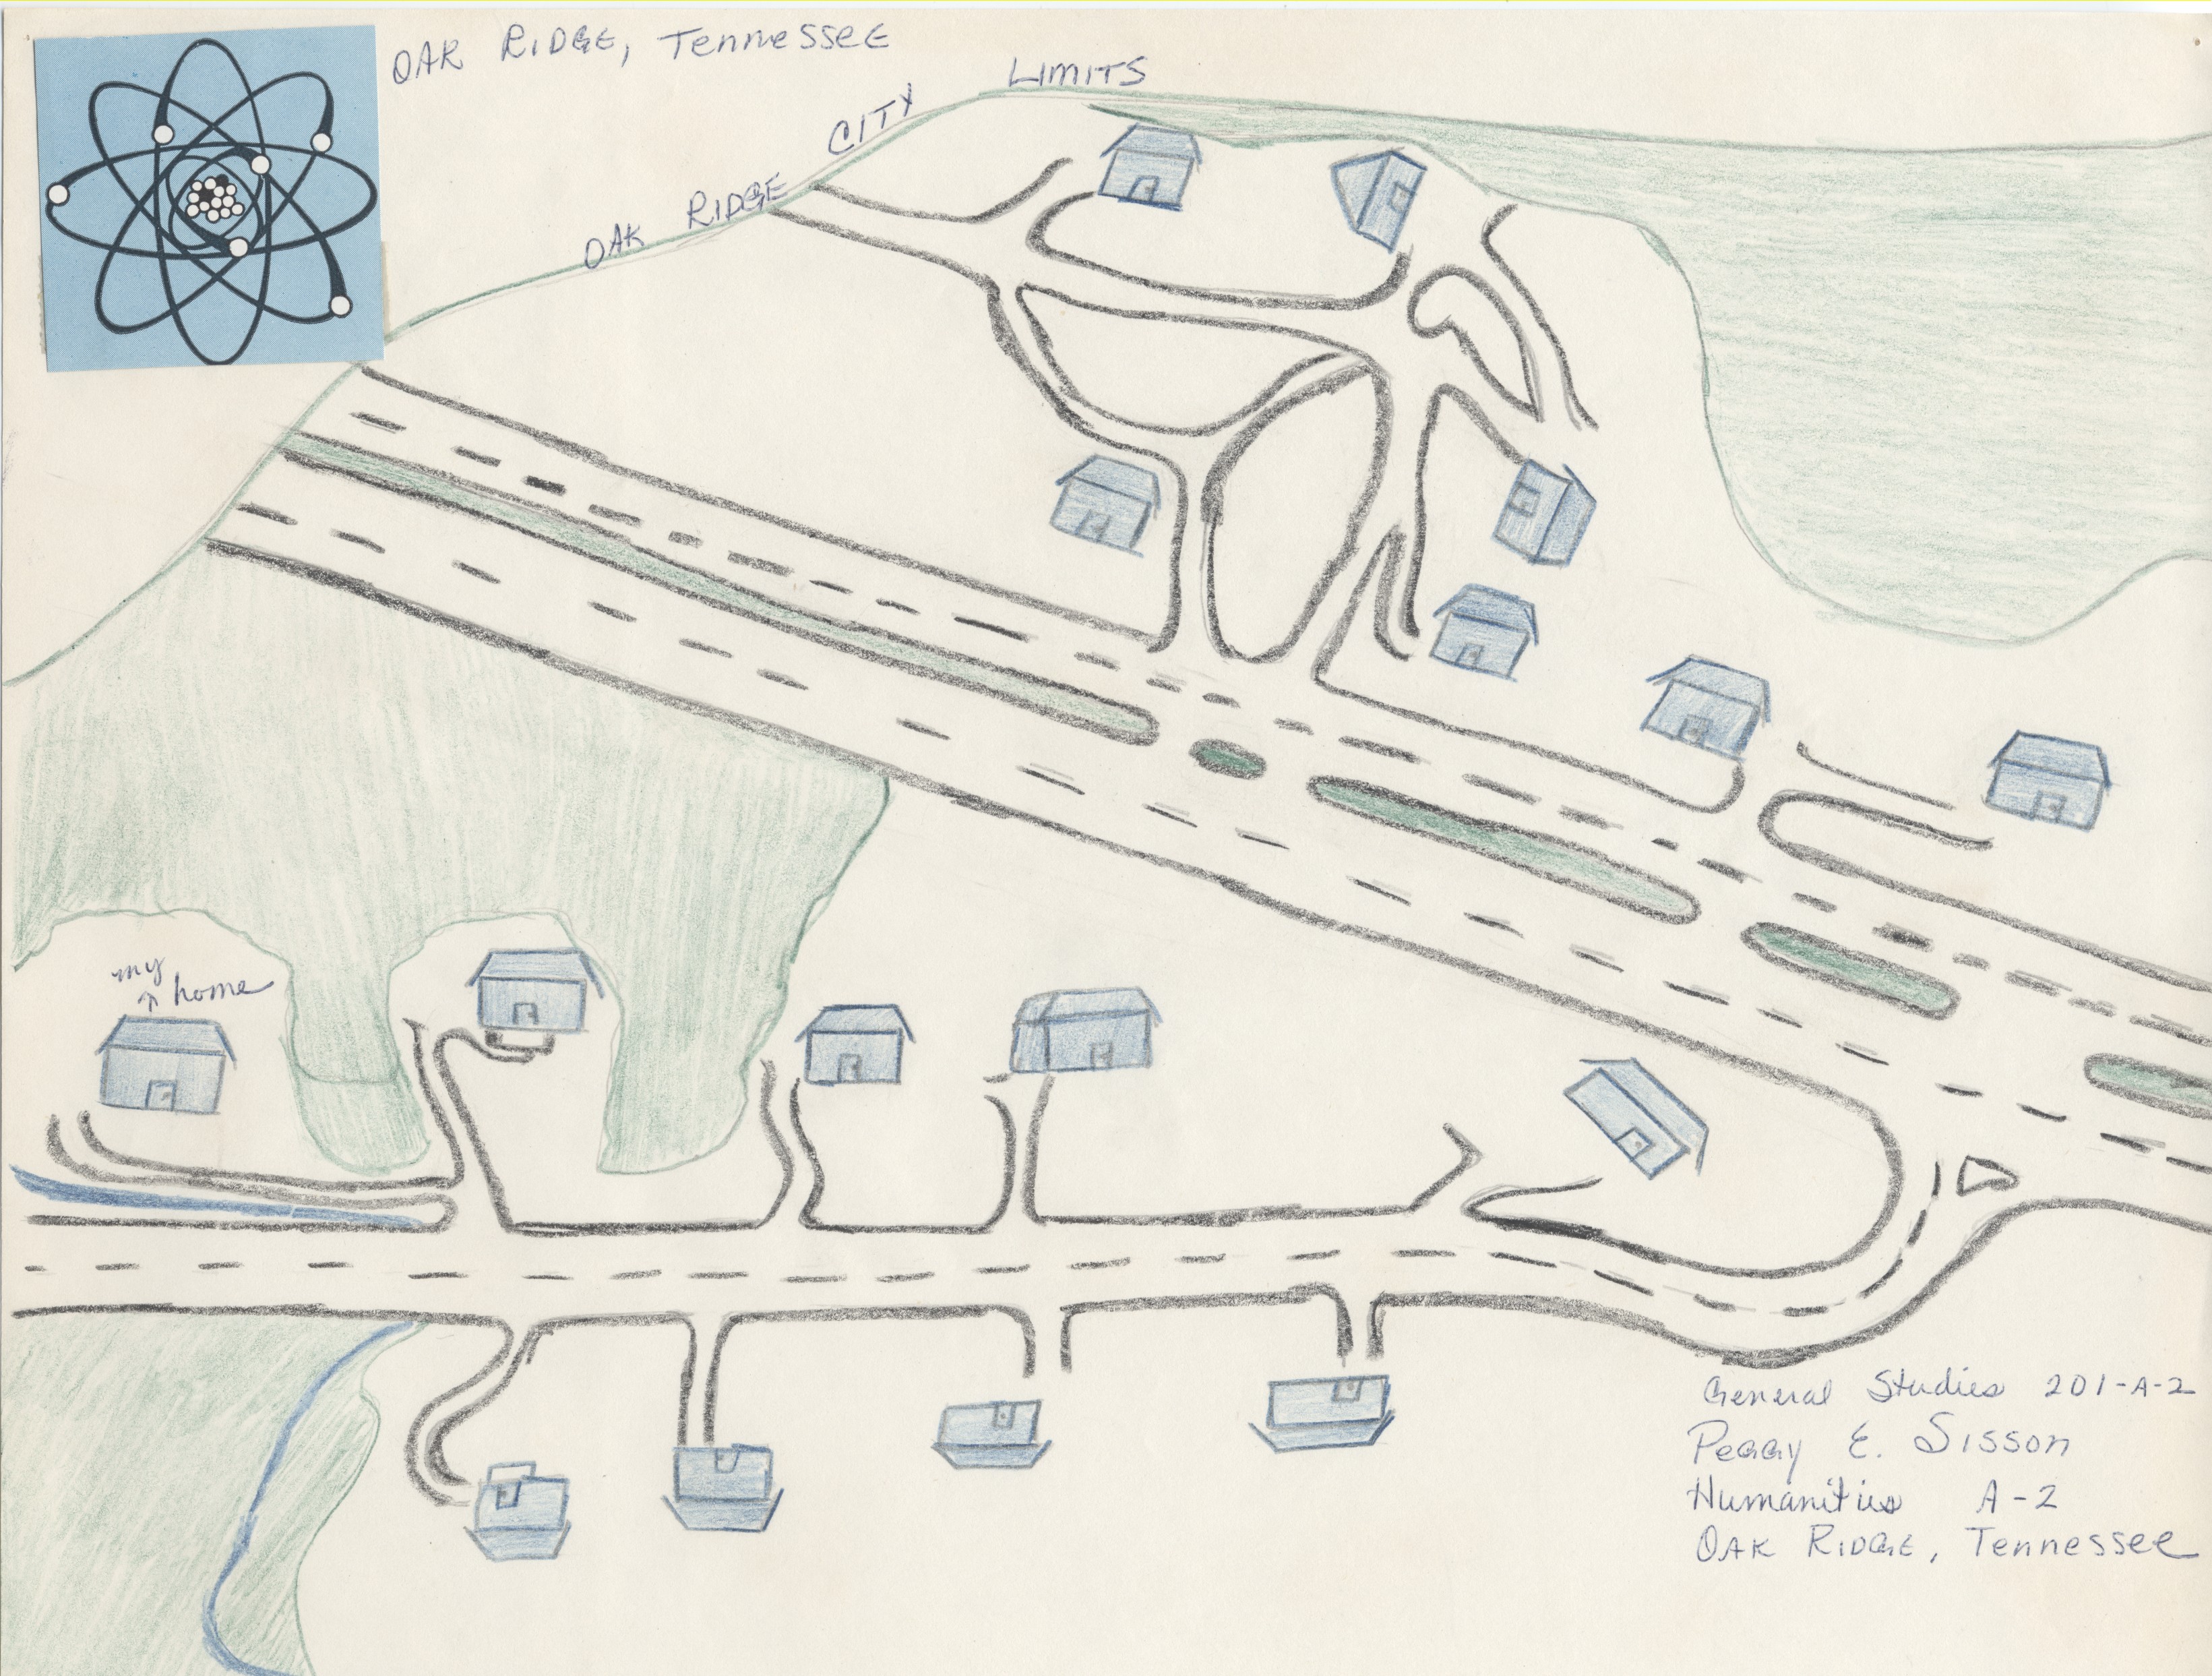 OAK RIDGE, Tennessee
OAK RIDGE CITY LIMITS
my
home
General Studies 201-A-2
Peggy E. Sisson
Humanities A-2
OAK RIDGE, Tennessee